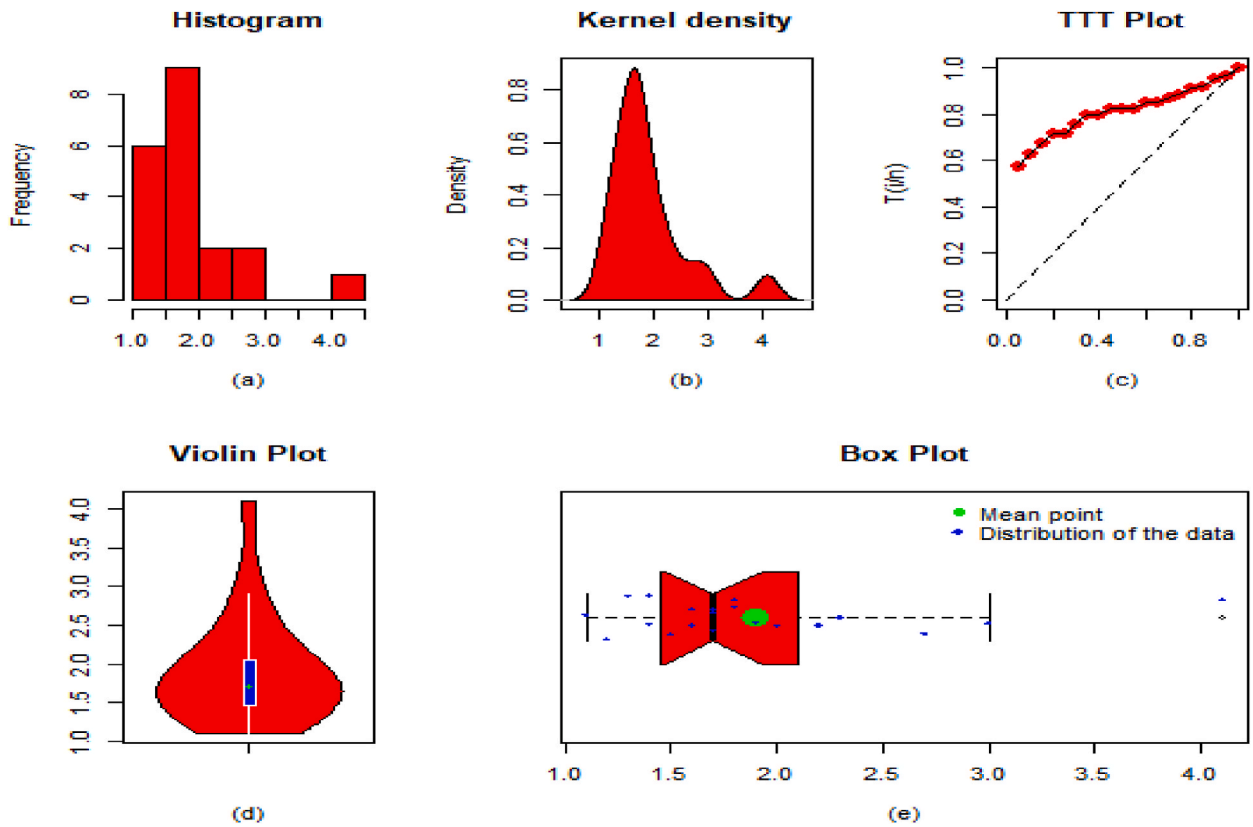 Histogram
Frequency
0 2 4 6 8
1.0 2.0 3.0 4.0
(a)
Kernel density
Density
0.0 0.2 0.4 0.6 0.8
1 2 3 4
(b)
TTT Plot
T(i/n)
0.0 0.2 0.4 0.6 0.8 1.0
0.0 0.4 0.8
(c)
Violin Plot
1.0 1.5 2.0 2.5 3.0 3.5 4.0
(d)
Box Plot
Mean point
Distribution of the data
1.0 1.5 2.0 2.5 3.0 3.5 4.0
(e)